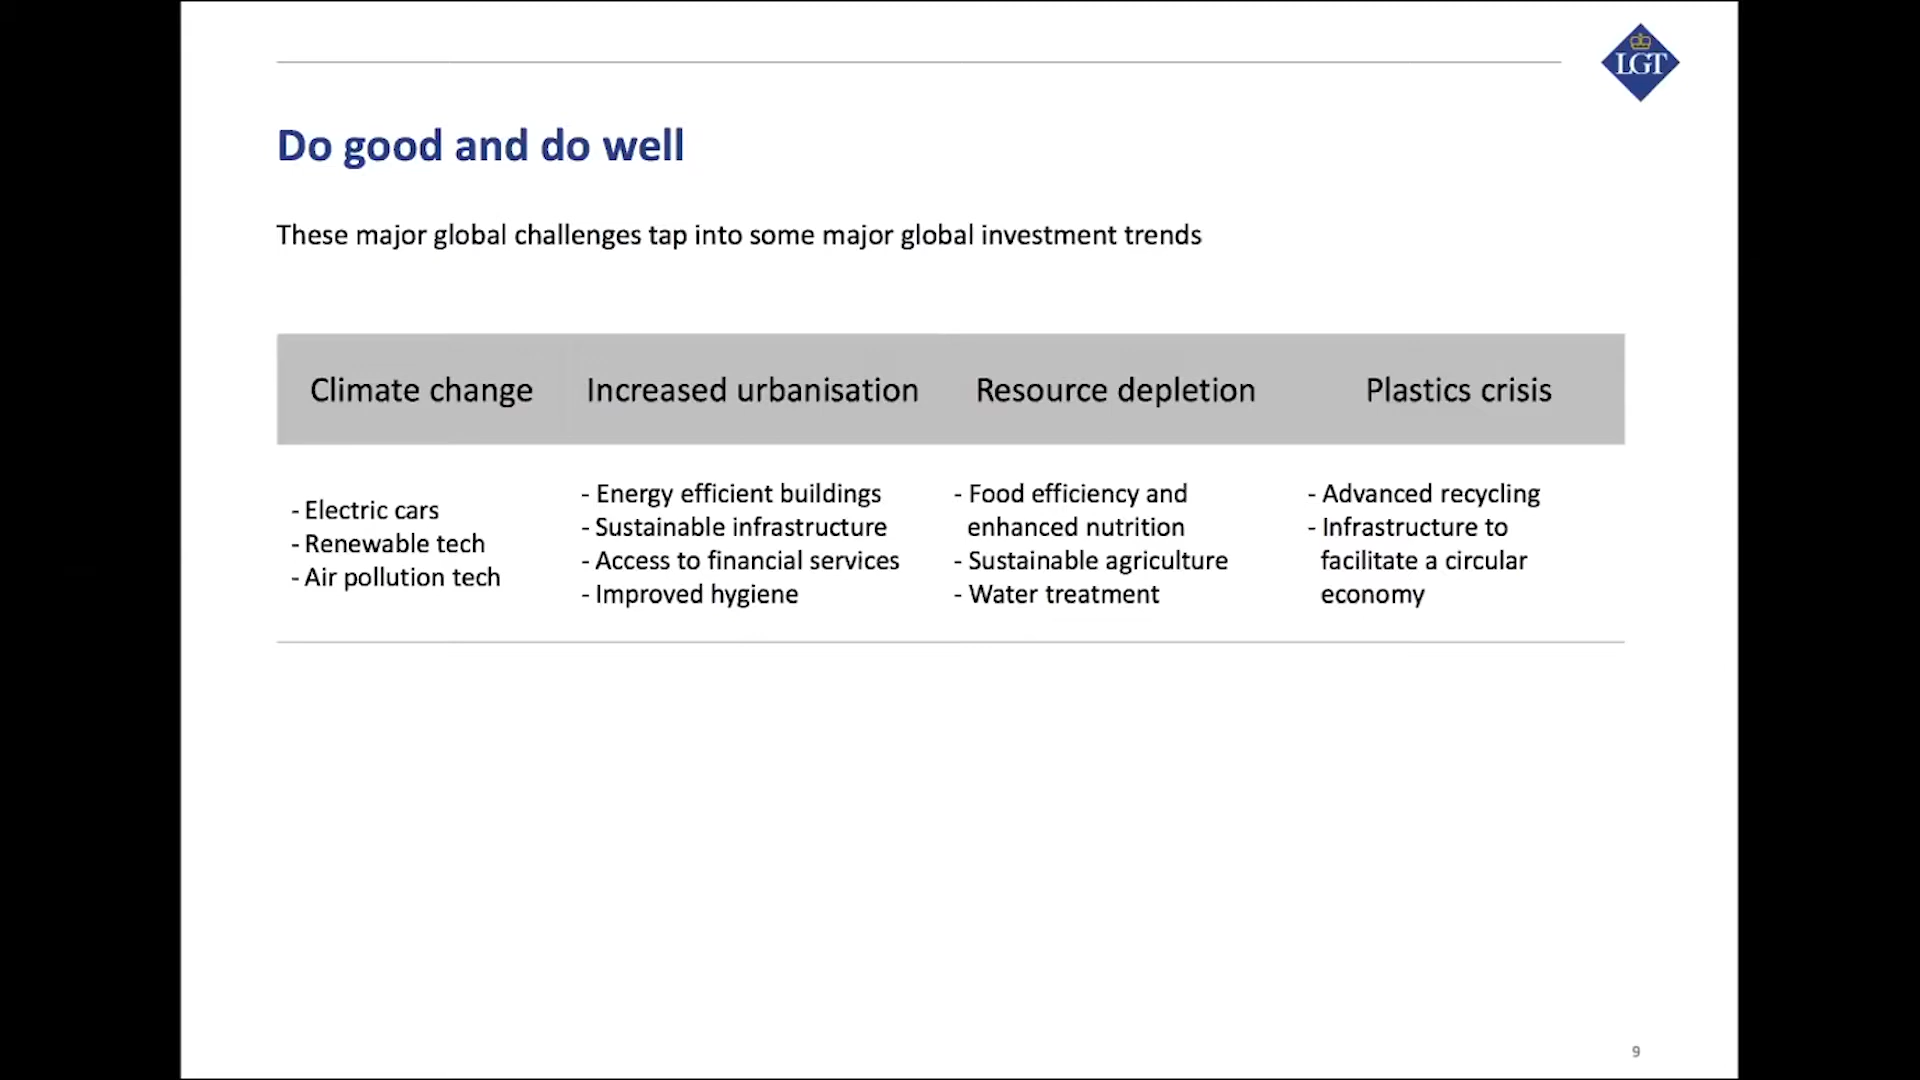 LGT
Do good and do well
These major global challenges tap into some major global investment trends
Climate change
Increased urbanisation
Resource depletion
Plastics crisis
- Electric cars
- Renewable tech
- Air pollution tech
- Energy efficient buildings
- Sustainable infrastructure
- Access to financial services
- Improved hygiene
- Food efficiency and
enhanced nutrition
- Sustainable agriculture
- Water treatment
- Advanced recycling
- Infrastructure to
facilitate a circular
economy
9